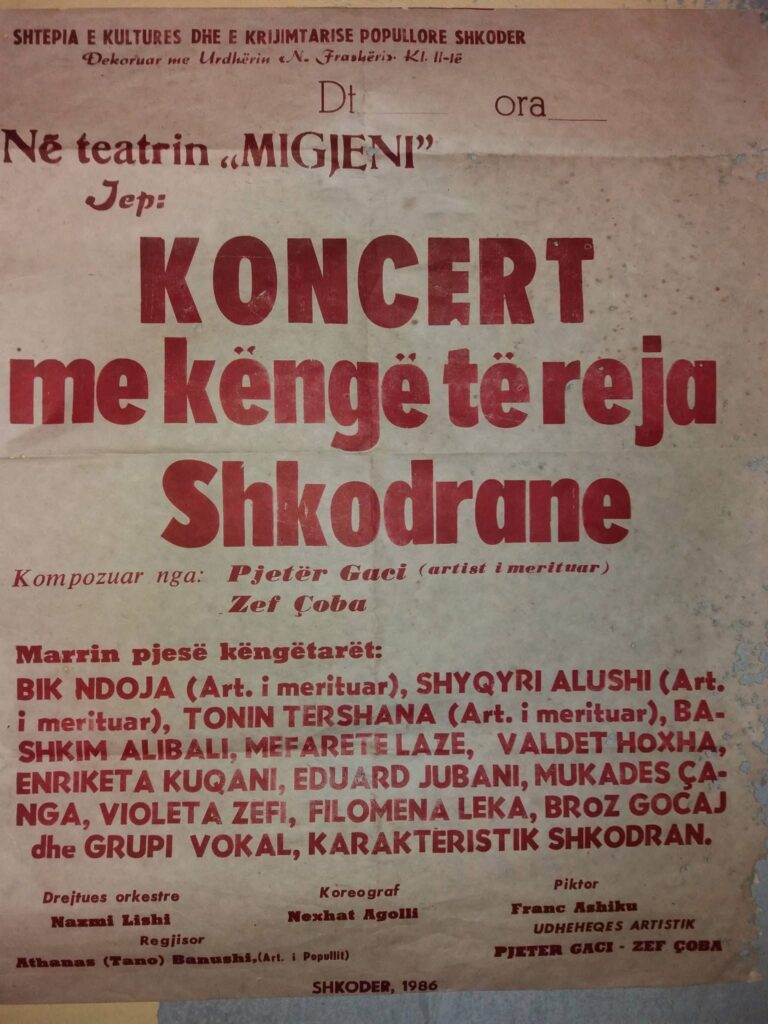 SHTEPIA E KULTURES DHE E KRIJIMTARISE POPULLORE SHKODER
Dekoruar me Urdhërin «N. Frashëri» Kl. II-të
Dt____ ora____
Në teatrin „MIGJENI”
Jep:
KONCERT
me këngë të reja
Shkodrane
Kompozuar nga: Pjetër Gaci (artist i merituar)
Zef Çoba
Marrin pjesë këngëtarët:
BIK NDOJA (Art. i merituar), SHYQYRI ALUSHI (Art.
i merituar), TONIN TERSHANA (Art. i merituar), BA-
SHKIM ALIBALI, MEFARETE LAZE, VALDET HOXHA,
ENRIKETA KUQANI, EDUARD JUBANI, MUKADES ÇA-
NGA, VIOLETA ZEFI, FILOMENA LEKA, BROZ GOCAJ
dhe GRUPI VOKAL, KARAKTERISTIK SHKODRAN.
Drejtues orkestre
Nazmi Lishi
Koreograf
Nexhat Agolli
Piktor
Franc Ashiku
Regjisor
Athanas (Tano) Banushi,(Art. i Popullit)
UDHEHEQES ARTISTIK
PJETER GACI - ZEF ÇOBA
SHKODER, 1986